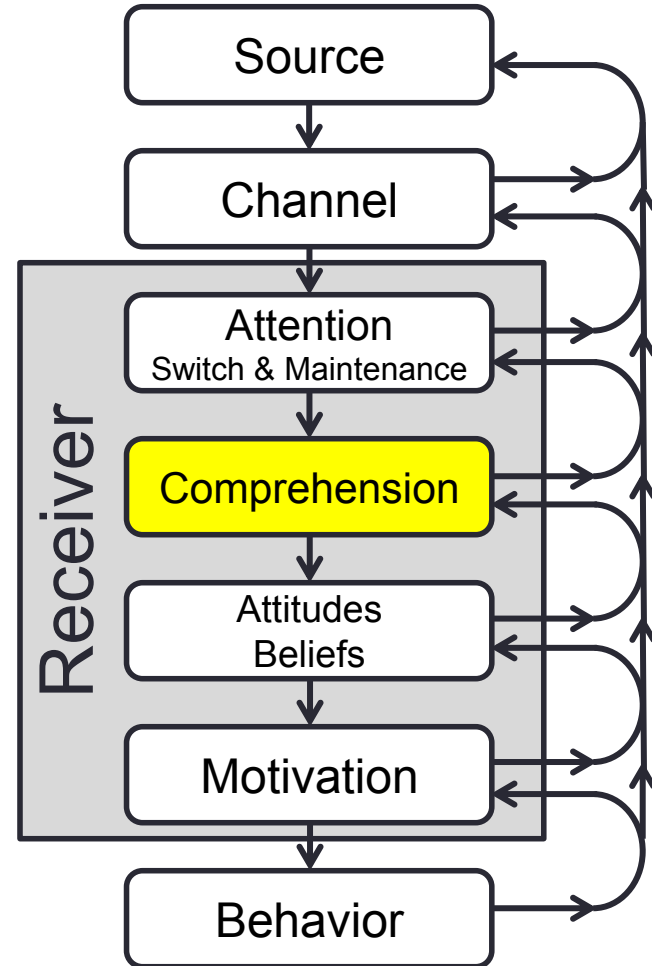 Source
Channel
Receiver
Attention
Switch & Maintenance
Comprehension
Attitudes
Beliefs
Motivation
Behavior